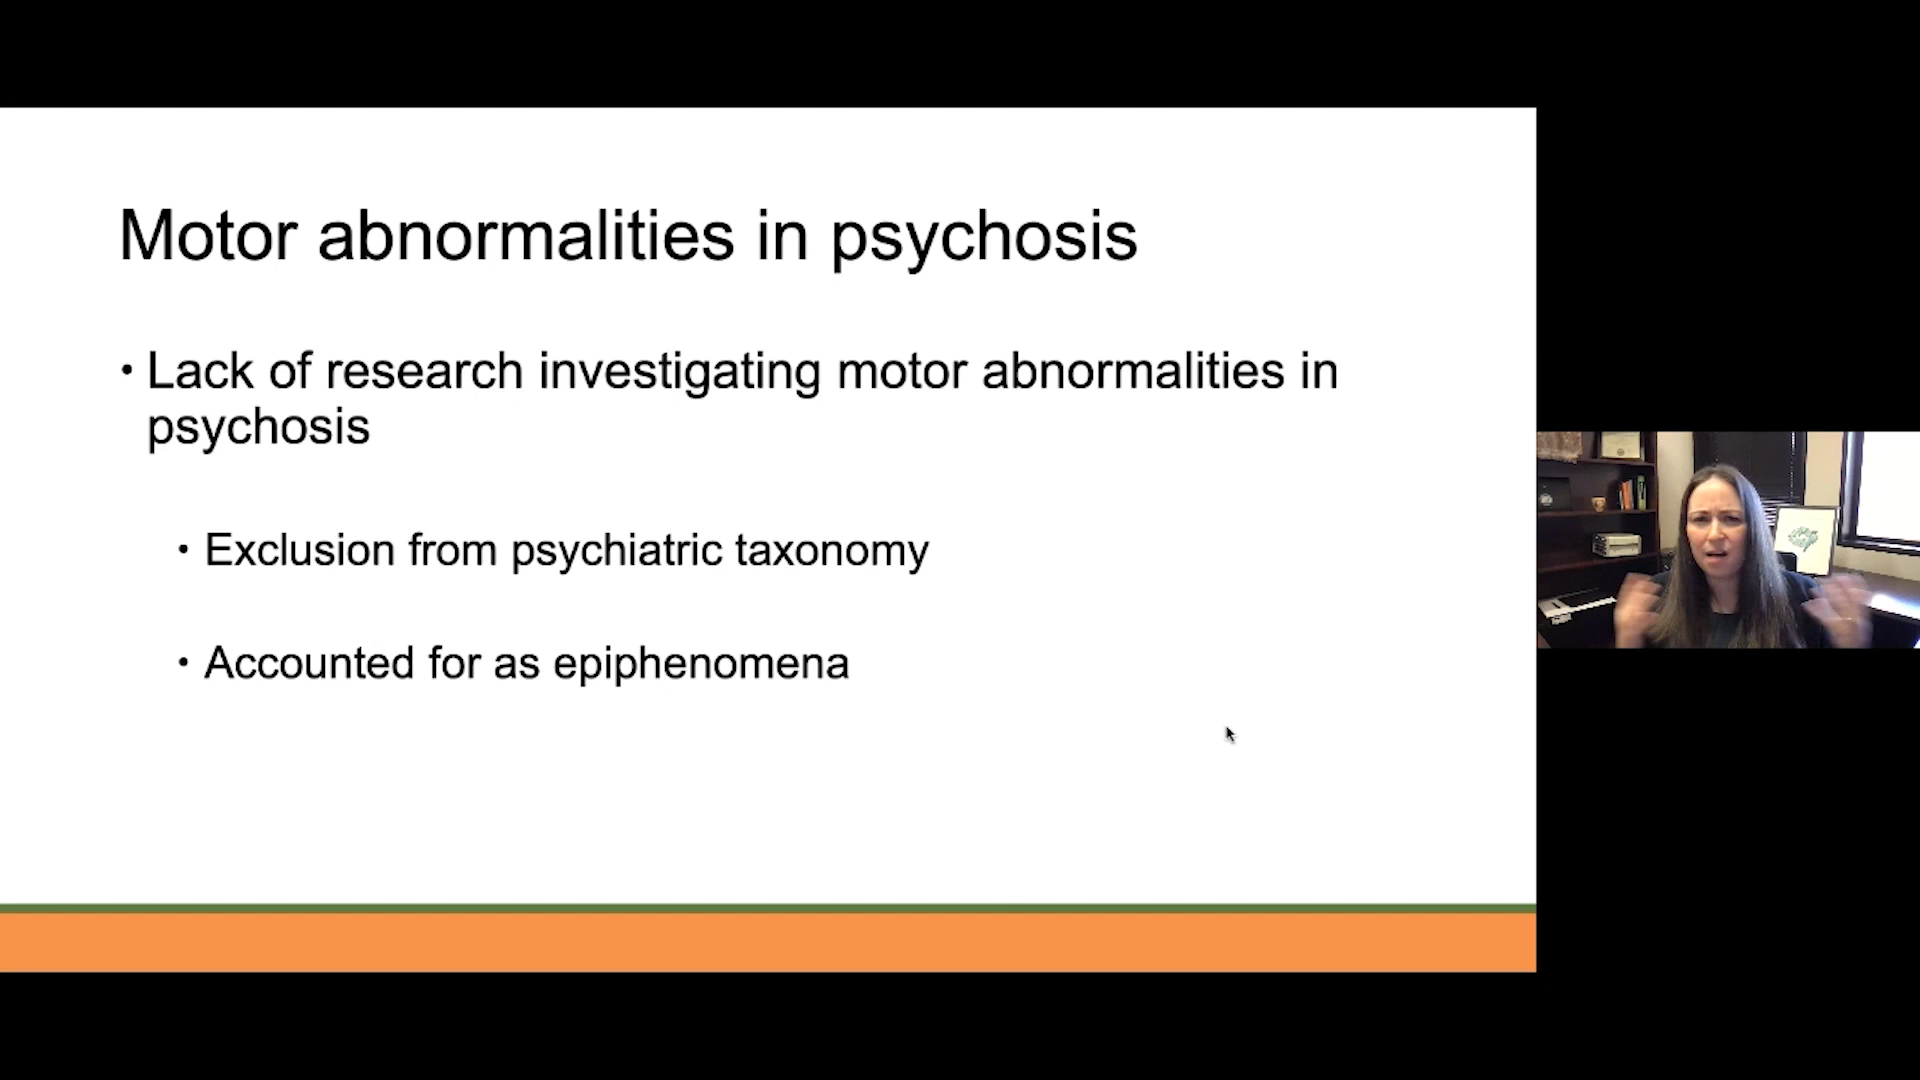 Motor abnormalities in psychosis
• Lack of research investigating motor abnormalities in
psychosis
• Exclusion from psychiatric taxonomy
• Accounted for as epiphenomena